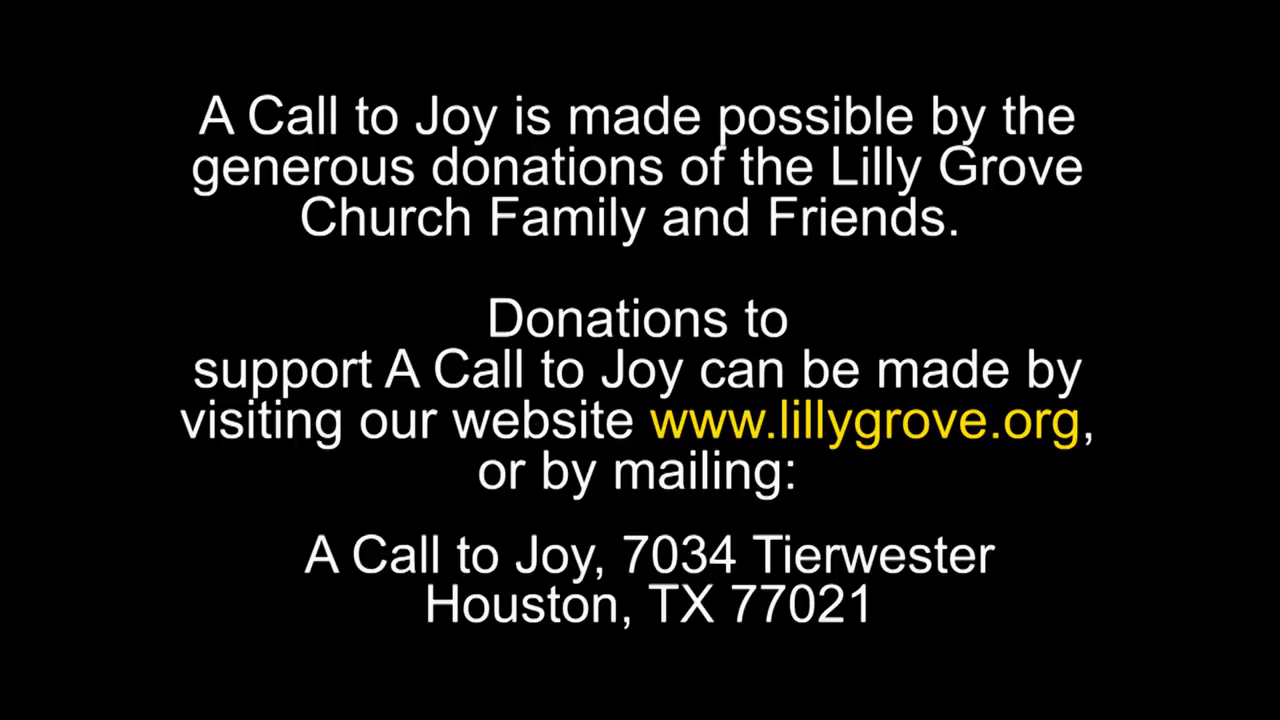 A Call to Joy is made possible by the
generous donations of the Lilly Grove
Church Family and Friends.
Donations to
support A Call to Joy can be made by
visiting our website www.lillygrove.org,
or by mailing:
A Call to Joy, 7034 Tierwester
Houston, TX 77021